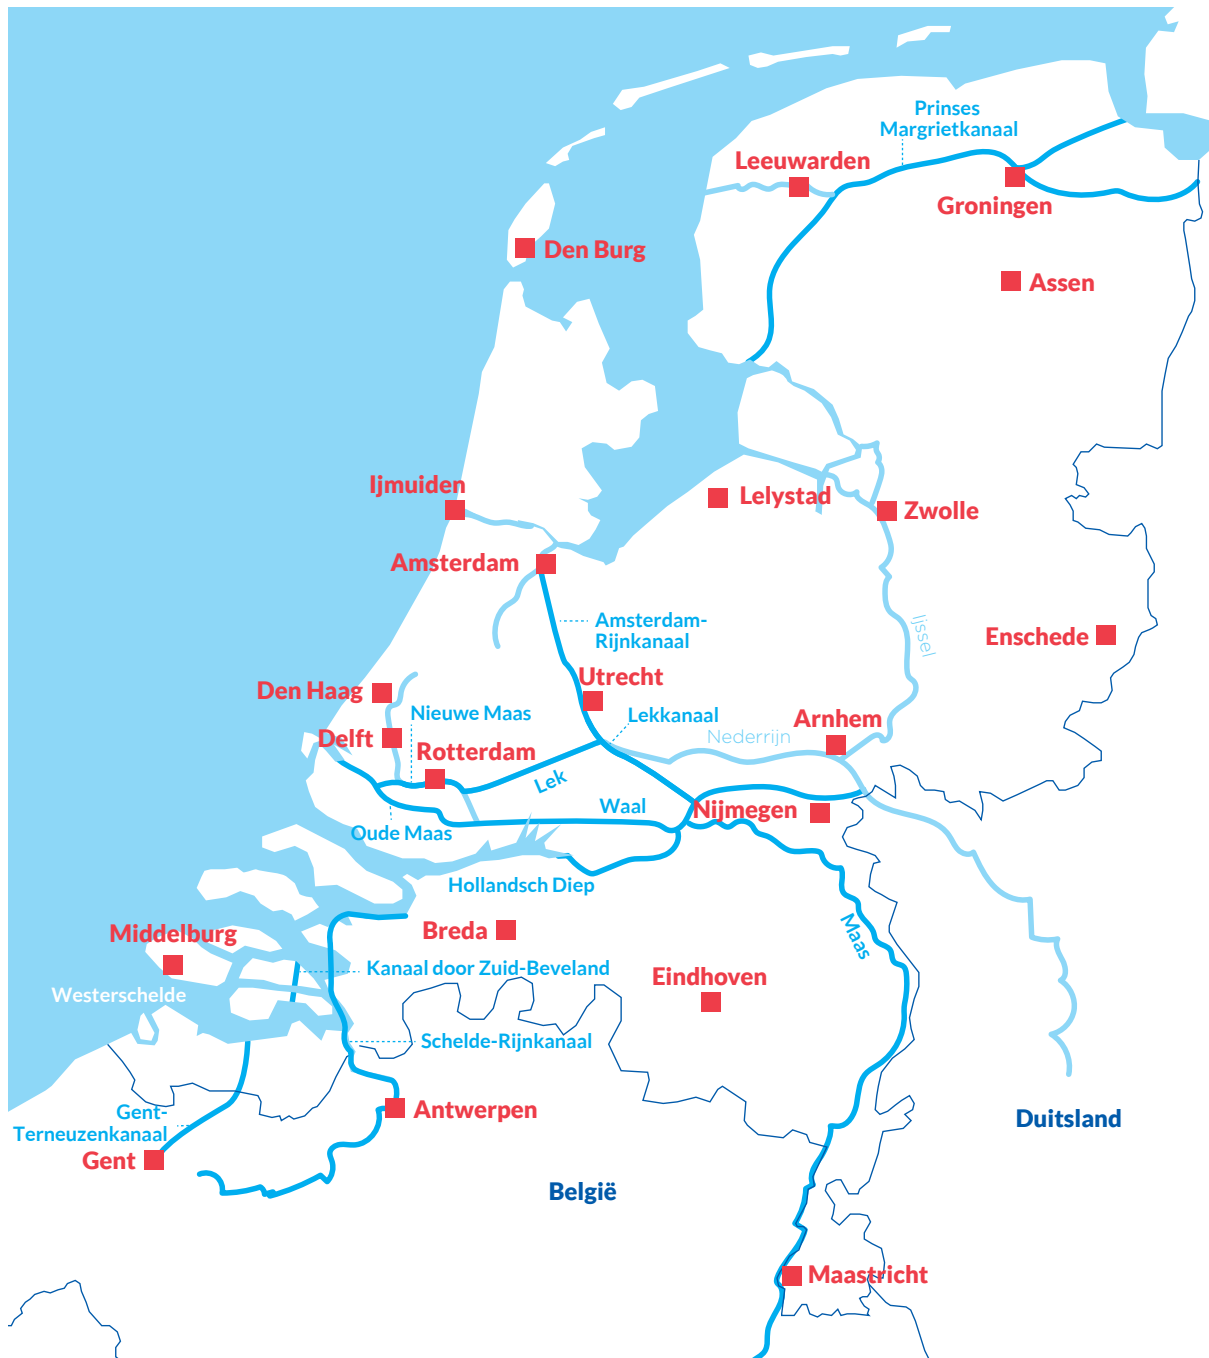 Prinses
Margrietkanaal
Leeuwarden
Groningen
Den Burg
Assen
Ijmuiden
Lelystad
Zwolle
Amsterdam
Amsterdam-
Rijnkanaal
Ijssel
Enschede
Utrecht
Den Haag
Nieuwe Maas
Lekkanaal
Arnhem
Delft
Rotterdam
Nederrijn
Lek
Waal
Nijmegen
Oude Maas
Hollandsch Diep
Middelburg
Breda
Maas
Kanaal door Zuid-Beveland
Eindhoven
Westerschelde
Schelde-Rijnkanaal
Gent-
Terneuzenkanaal
Antwerpen
Duitsland
Gent
België
Maastricht